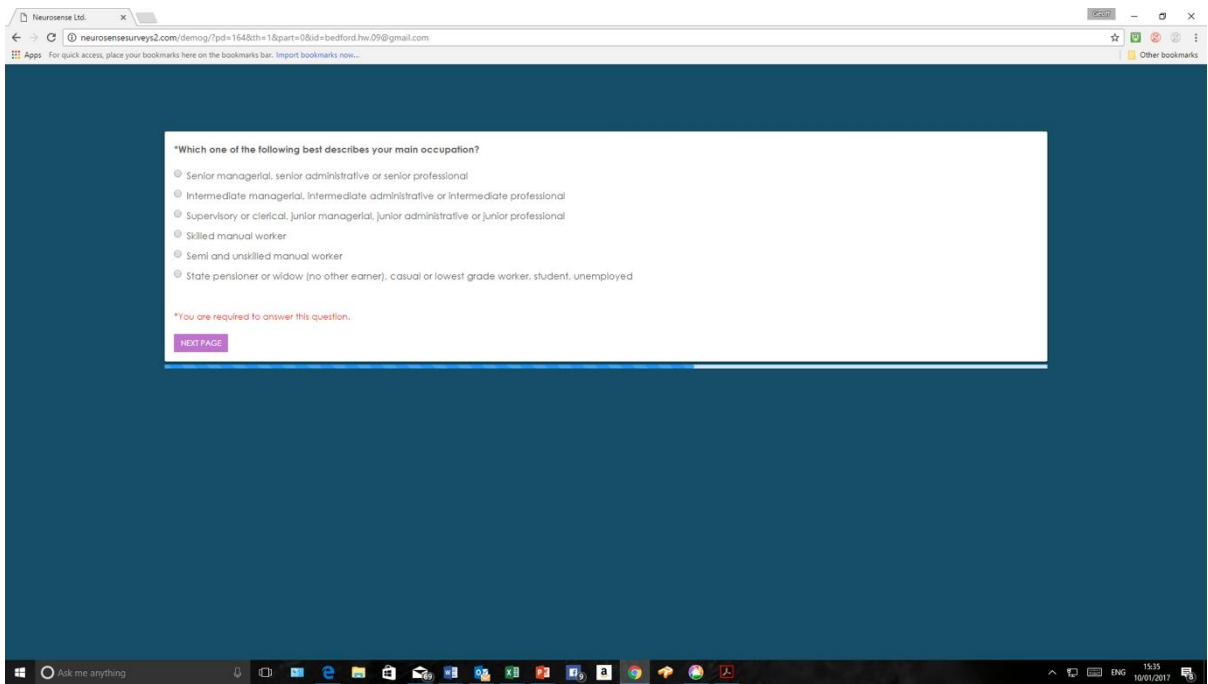 Neurosense Ltd.
Geoff
neurosensesurveys2.com/demog/?pd=164&th=1&part=0&id=bedford.hw.09@gmail.com
Apps For quick access, place your bookmarks here on the bookmarks bar. Import bookmarks now...
Other bookmarks
*Which one of the following best describes your main occupation?
Senior managerial, senior administrative or senior professional
Intermediate managerial, intermediate administrative or intermediate professional
Supervisory or clerical, junior managerial, junior administrative or junior professional
Skilled manual worker
Semi and unskilled manual worker
State pensioner or widow (no other earner), casual or lowest grade worker, student, unemployed
*You are required to answer this question.
NEXT PAGE
Ask me anything
69
9
a
ENG
15:35
10/01/2017